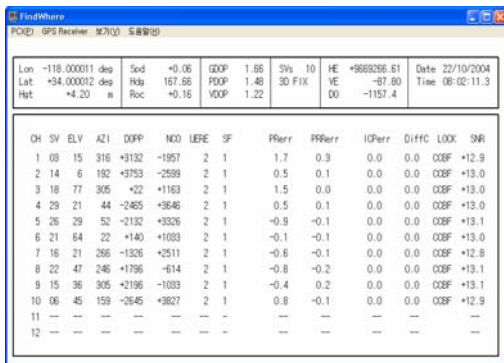 FindWhere
PCX(P) GPS Receiver 보기(V) 도움말(H)
Lon -118.000011 deg Spd +0.06 GDOP 1.66 SVs 10 HE +9669266.61 Date 22/10/2004
Lat +34.000012 deg Hdg 167.66 PDOP 1.48 3D FIX VE -87.80 Time 08:02:11.3
Hgt +4.20 m Roc +0.16 VDOP 1.22 DO -1157.4
CH SV ELV AZI DOPP NCO UERE SF PRerr PRRerr ICPerr DiffC LOCK SNR
1 03 15 316 +3132 -1957 2 1 1.7 0.3 0.0 0.0 CCBF +12.9
2 14 6 192 +3753 -2599 2 1 0.5 0.1 0.0 0.0 CCBF +13.0
3 18 77 305 +22 +1163 2 1 1.5 0.0 0.0 0.0 CCBF +13.0
4 29 21 44 -2465 +3646 2 1 0.5 0.1 0.0 0.0 CCBF +13.0
5 26 29 52 -2132 +3326 2 1 -0.9 -0.1 0.0 0.0 CCBF +13.1
6 21 64 22 +140 +1033 2 1 -0.1 -0.1 0.0 0.0 CCBF +13.0
7 16 21 266 -1326 +2511 2 1 -0.6 -0.1 0.0 0.0 CCBF +12.8
8 22 47 246 +1796 -614 2 1 -0.8 -0.2 0.0 0.0 CCBF +13.1
9 15 36 305 +2196 -1033 2 1 -0.4 0.2 0.0 0.0 CCBF +13.1
10 06 45 159 -2645 +3827 2 1 0.8 -0.1 0.0 0.0 CCBF +12.9
11 -- -- -- -- -- - - -- -- -- -- -- --
12 -- -- -- -- -- - - -- -- -- -- -- --